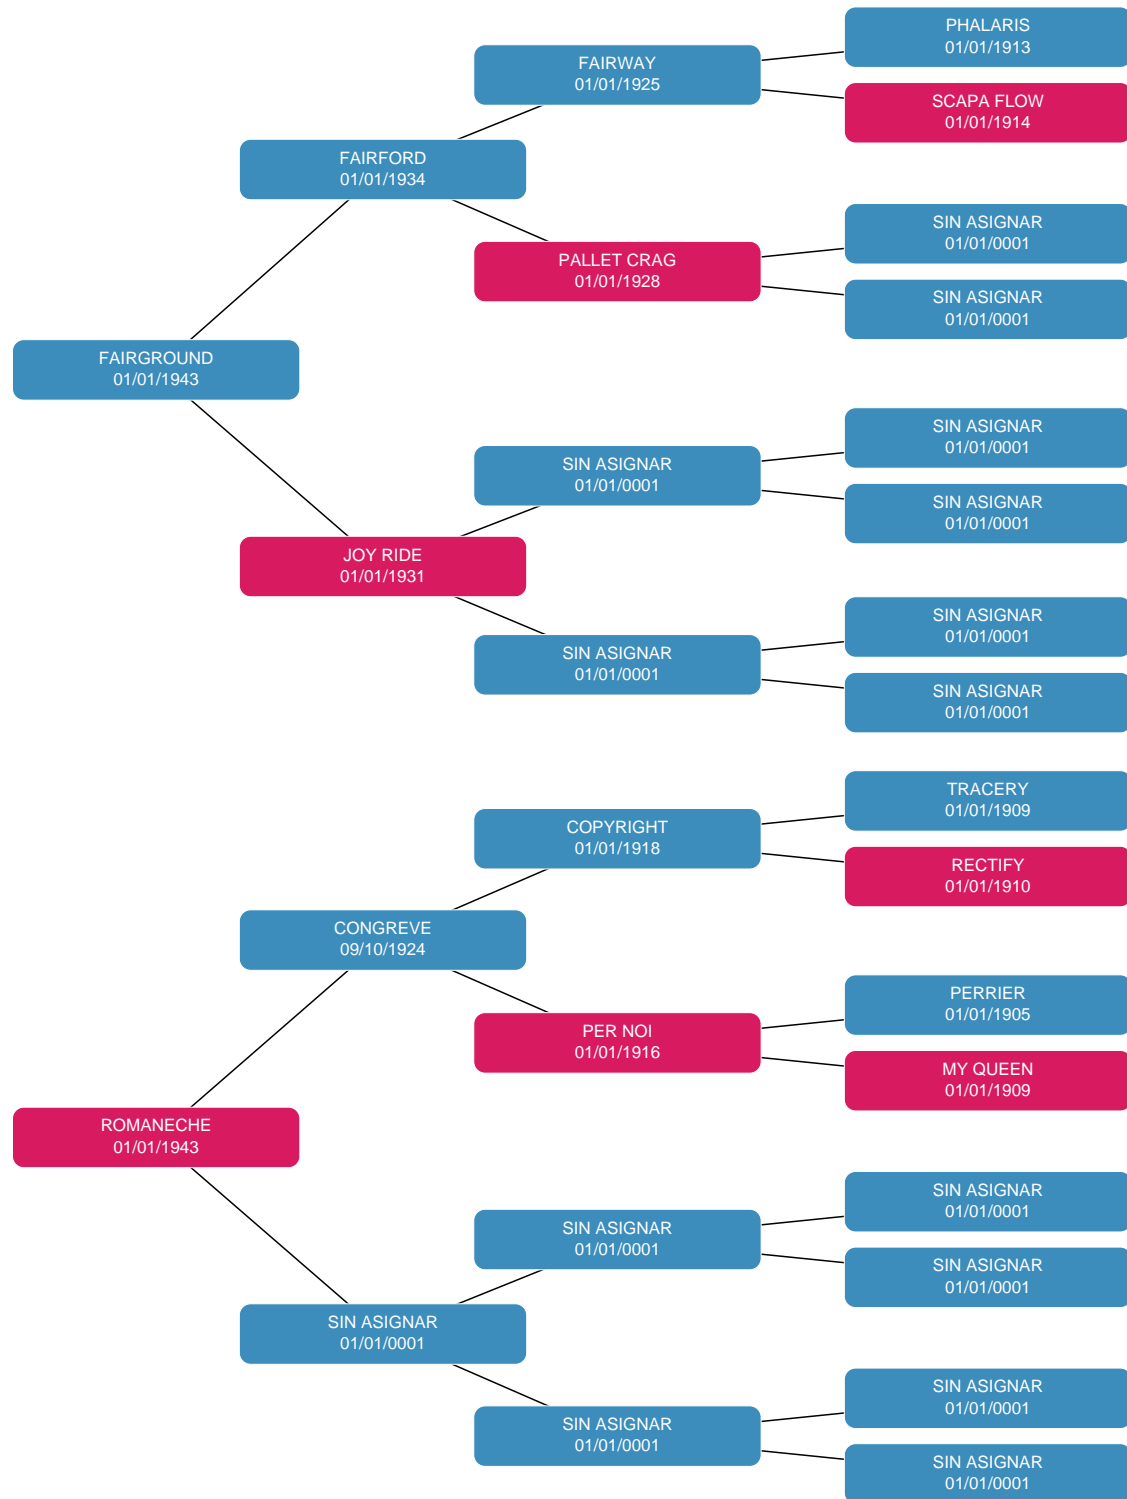 PHALARIS
01/01/1913
FAIRWAY
01/01/1925
SCAPA FLOW
01/01/1914
FAIRFORD
01/01/1934
SIN ASIGNAR
01/01/0001
PALLET CRAG
01/01/1928
SIN ASIGNAR
01/01/0001
FAIRGROUND
01/01/1943
SIN ASIGNAR
01/01/0001
SIN ASIGNAR
01/01/0001
SIN ASIGNAR
01/01/0001
JOY RIDE
01/01/1931
SIN ASIGNAR
01/01/0001
SIN ASIGNAR
01/01/0001
SIN ASIGNAR
01/01/0001
TRACERY
01/01/1909
COPYRIGHT
01/01/1918
RECTIFY
01/01/1910
CONGREVE
09/10/1924
PERRIER
01/01/1905
PER NOI
01/01/1916
MY QUEEN
01/01/1909
ROMANECHE
01/01/1943
SIN ASIGNAR
01/01/0001
SIN ASIGNAR
01/01/0001
SIN ASIGNAR
01/01/0001
SIN ASIGNAR
01/01/0001
SIN ASIGNAR
01/01/0001
SIN ASIGNAR
01/01/0001
SIN ASIGNAR
01/01/0001